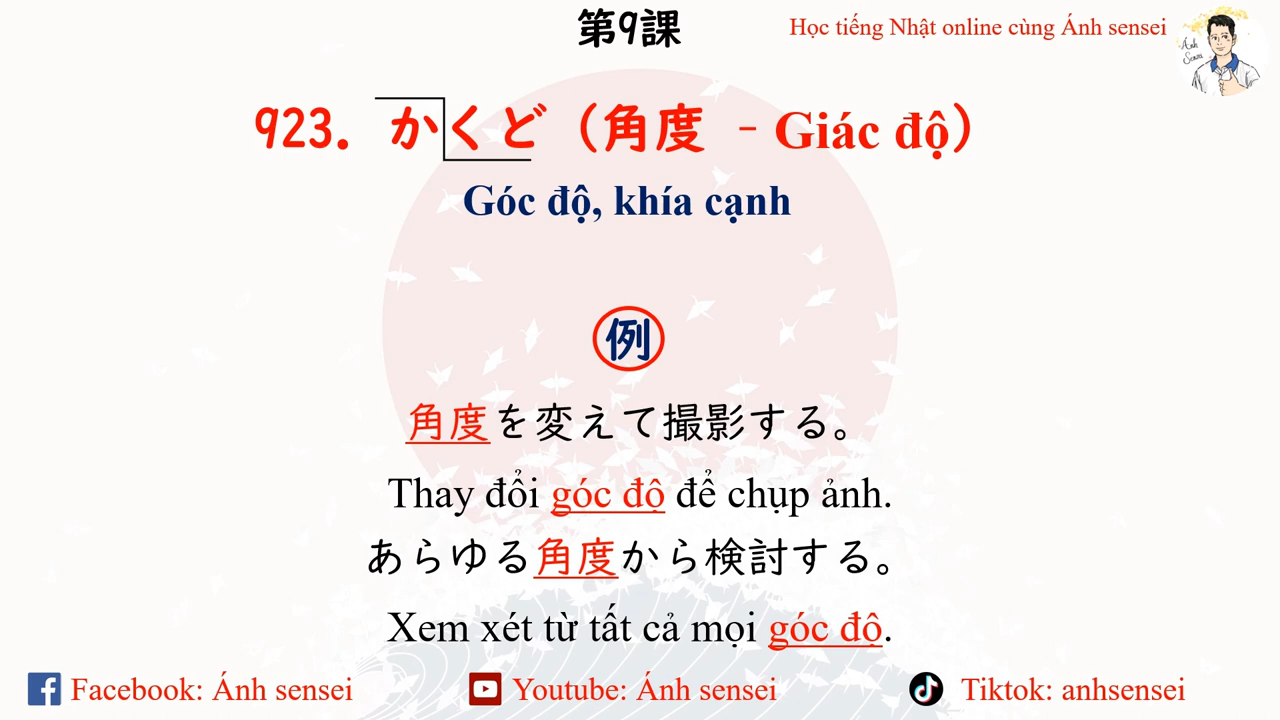 第9課
Học tiếng Nhật online cùng Ánh sensei
Ánh Sensei
923. かくど（角度 - Giác độ）
Góc độ, khía cạnh
例
角度を変えて撮影する。
Thay đổi góc độ để chụp ảnh.
あらゆる角度から検討する。
Xem xét từ tất cả mọi góc độ.
Facebook: Ánh sensei
Youtube: Ánh sensei
Tiktok: anhsensei